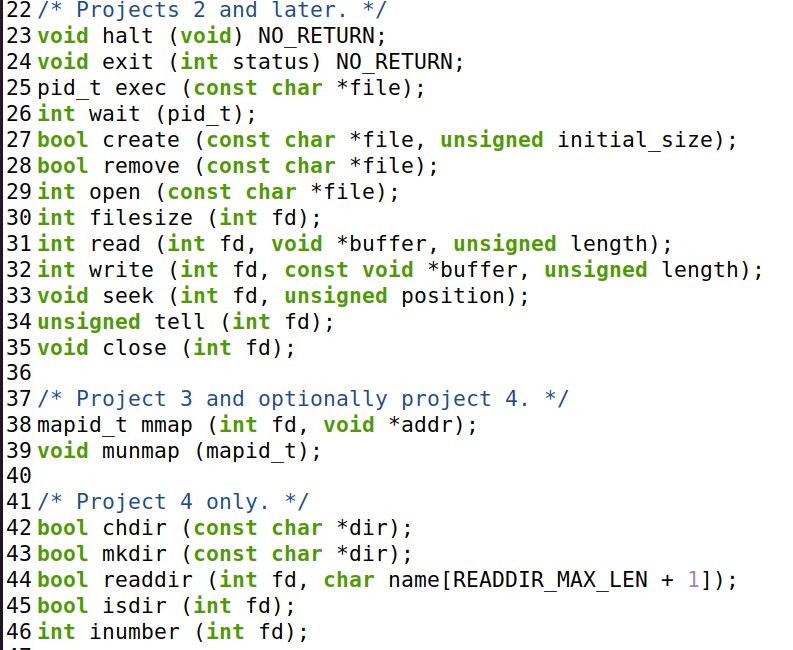 22 /* Projects 2 and later. */
23 void halt (void) NO_RETURN;
24 void exit (int status) NO_RETURN;
25 pid_t exec (const char *file);
26 int wait (pid_t);
27 bool create (const char *file, unsigned initial_size);
28 bool remove (const char *file);
29 int open (const char *file);
30 int filesize (int fd);
31 int read (int fd, void *buffer, unsigned length);
32 int write (int fd, const void *buffer, unsigned length);
33 void seek (int fd, unsigned position);
34 unsigned tell (int fd);
35 void close (int fd);
36
37 /* Project 3 and optionally project 4. */
38 mapid_t mmap (int fd, void *addr);
39 void munmap (mapid_t);
40
41 /* Project 4 only. */
42 bool chdir (const char *dir);
43 bool mkdir (const char *dir);
44 bool readdir (int fd, char name[READDIR_MAX_LEN + 1]);
45 bool isdir (int fd);
46 int inumber (int fd);